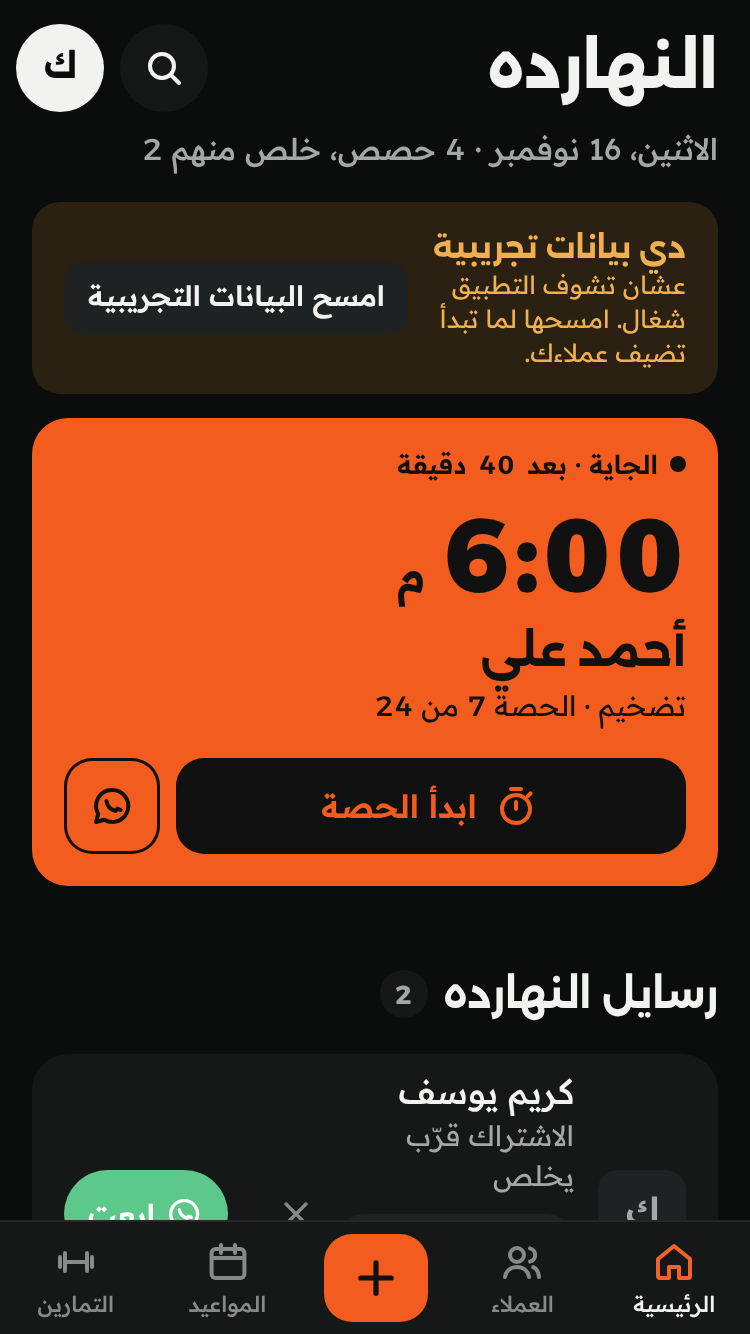 النهارده
ك
الاثنين، 16 نوفمبر · 4 حصص، خلص منهم 2
دي بيانات تجريبية
عشان تشوف التطبيق
شغال. امسحها لما تبدأ
تضيف عملاءك.
امسح البيانات التجريبية
الجاية · بعد 40 دقيقة
6:00 م
أحمد علي
تضخيم · الحصة 7 من 24
ابدأ الحصة
رسايل النهارده 2
كريم يوسف
الاشتراك قرّب
يخلص
ك
ابعت
الرئيسية
العملاء
المواعيد
التمارين